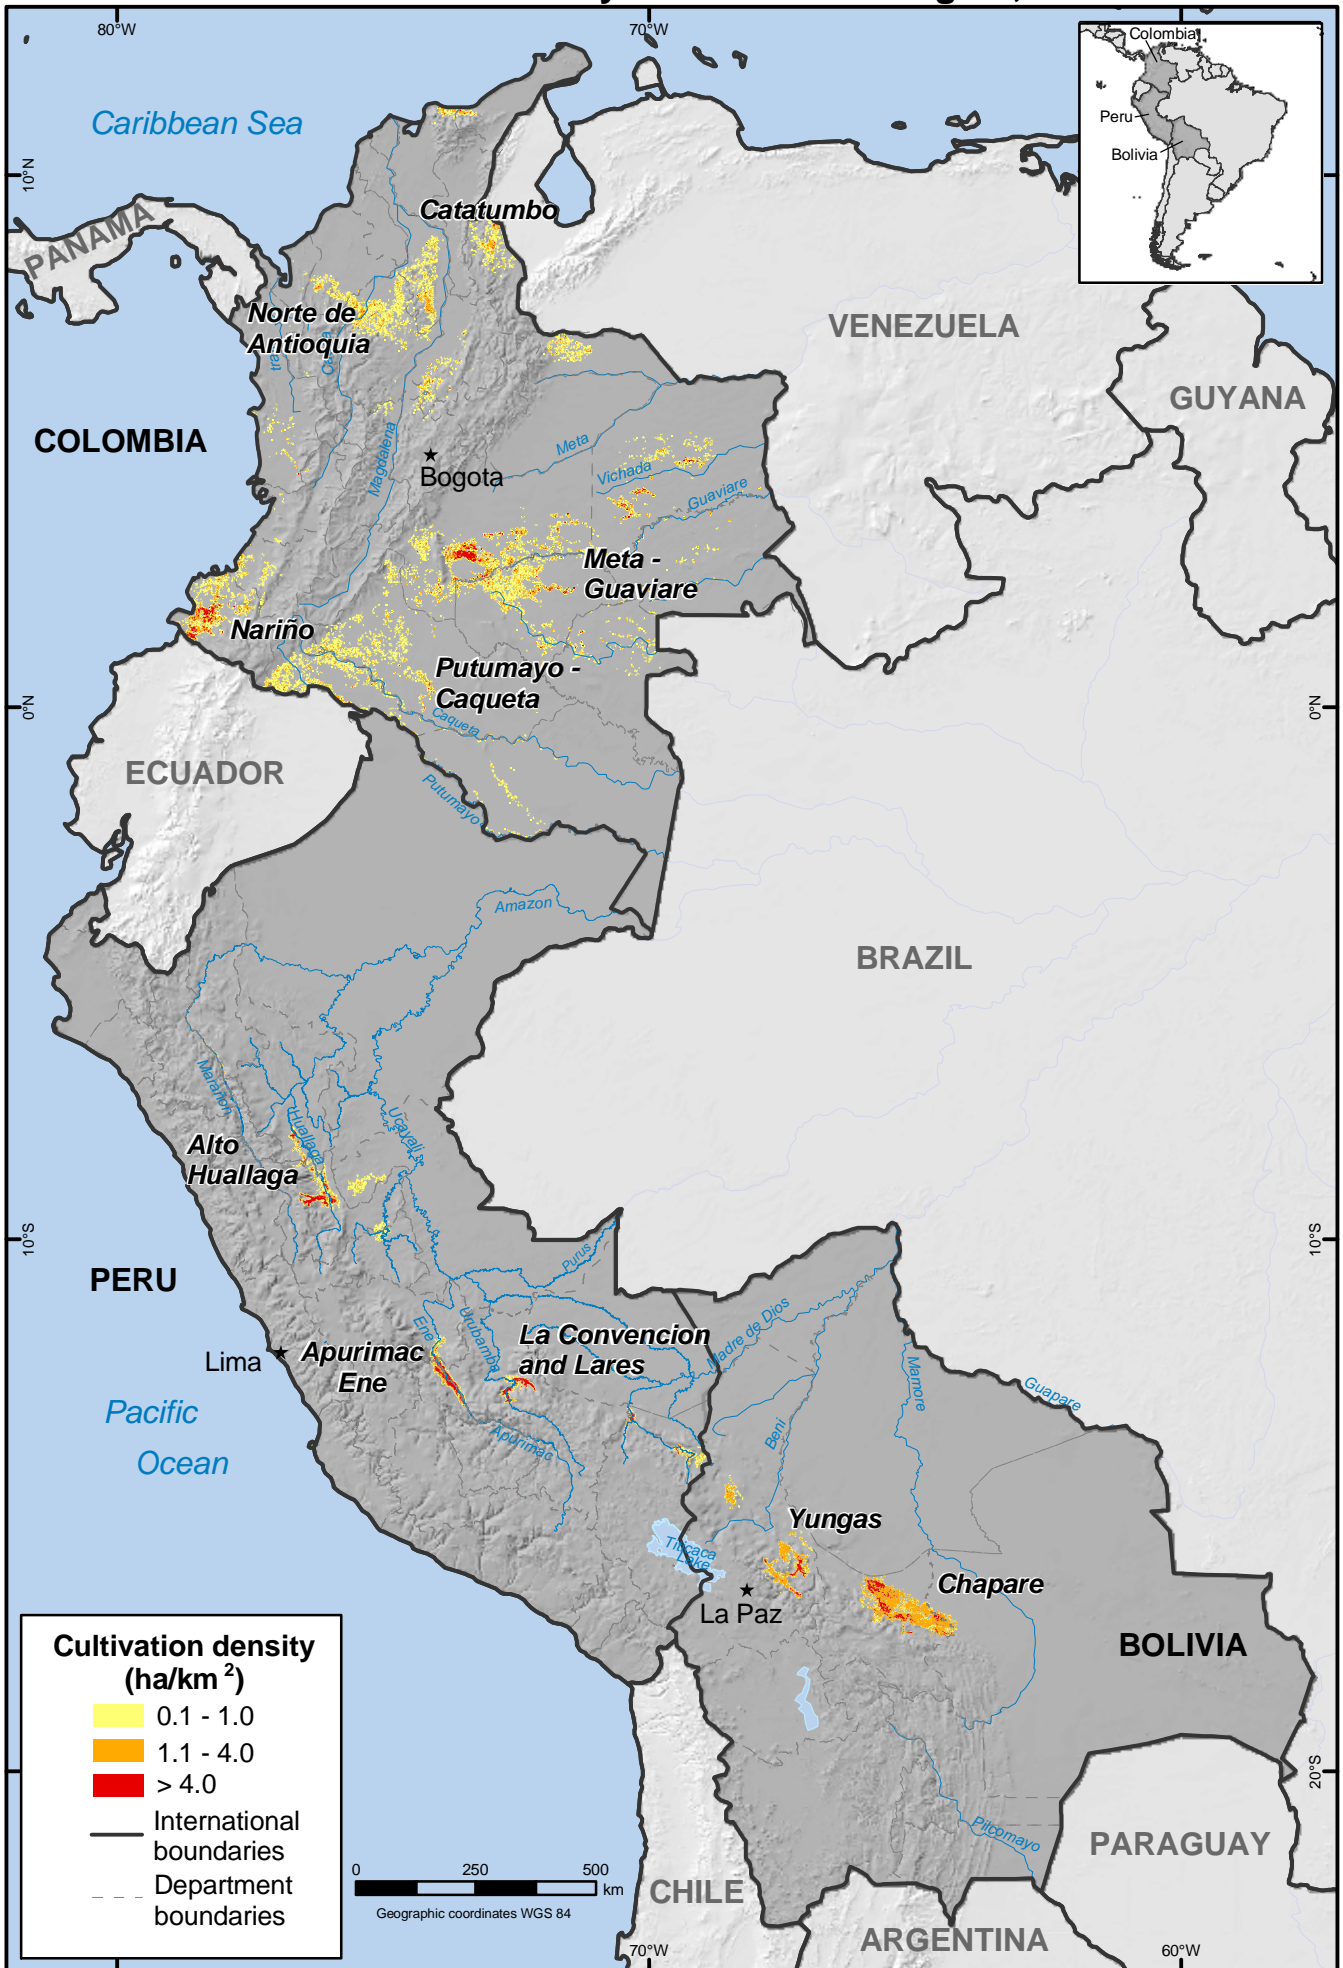 80°W
70°W
Colombia
Peru
Bolivia
Caribbean Sea
10°N
PANAMA
Catatumbo
Norte de
Antioquia
VENEZUELA
GUYANA
COLOMBIA
Magdalena
Bogota
Meta
Vichada
Guaviare
Meta -
Guaviare
Nariño
Putumayo -
Caqueta
Caqueta
0°N
0°N
ECUADOR
Putumayo
Amazon
BRAZIL
Marañon
Huallaga
Ucayali
Alto
Huallaga
10°S
10°S
PERU
Purus
Madre de Dios
Lima
Apurimac
Ene
Ene
Urubamba
La Convencion
and Lares
Mamore
Guapare
Pacific
Ocean
Apurimac
Beni
Yungas
Titicaca
Lake
Chapare
La Paz
BOLIVIA
Cultivation density
(ha/km 2)
0.1 - 1.0
1.1 - 4.0
> 4.0
International
boundaries
Department
boundaries
0 250 500
km
Geographic coordinates WGS 84
20°S
Pilcomayo
PARAGUAY
CHILE
ARGENTINA
70°W
60°W